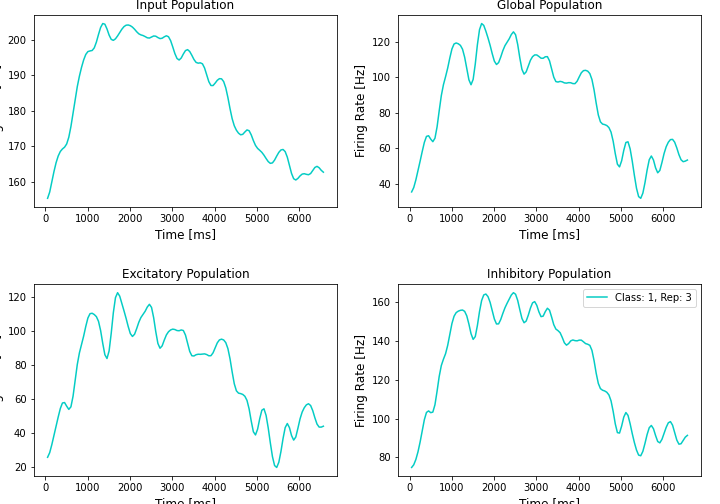 Input Population
200
190
180
170
160
0 1000 2000 3000 4000 5000 6000
Time [ms]
Global Population
Firing Rate [Hz]
120
100
80
60
40
0 1000 2000 3000 4000 5000 6000
Time [ms]
Excitatory Population
120
100
80
60
40
20
0 1000 2000 3000 4000 5000 6000
Time [ms]
Inhibitory Population
Class: 1, Rep: 3
Firing Rate [Hz]
160
140
120
100
80
0 1000 2000 3000 4000 5000 6000
Time [ms]